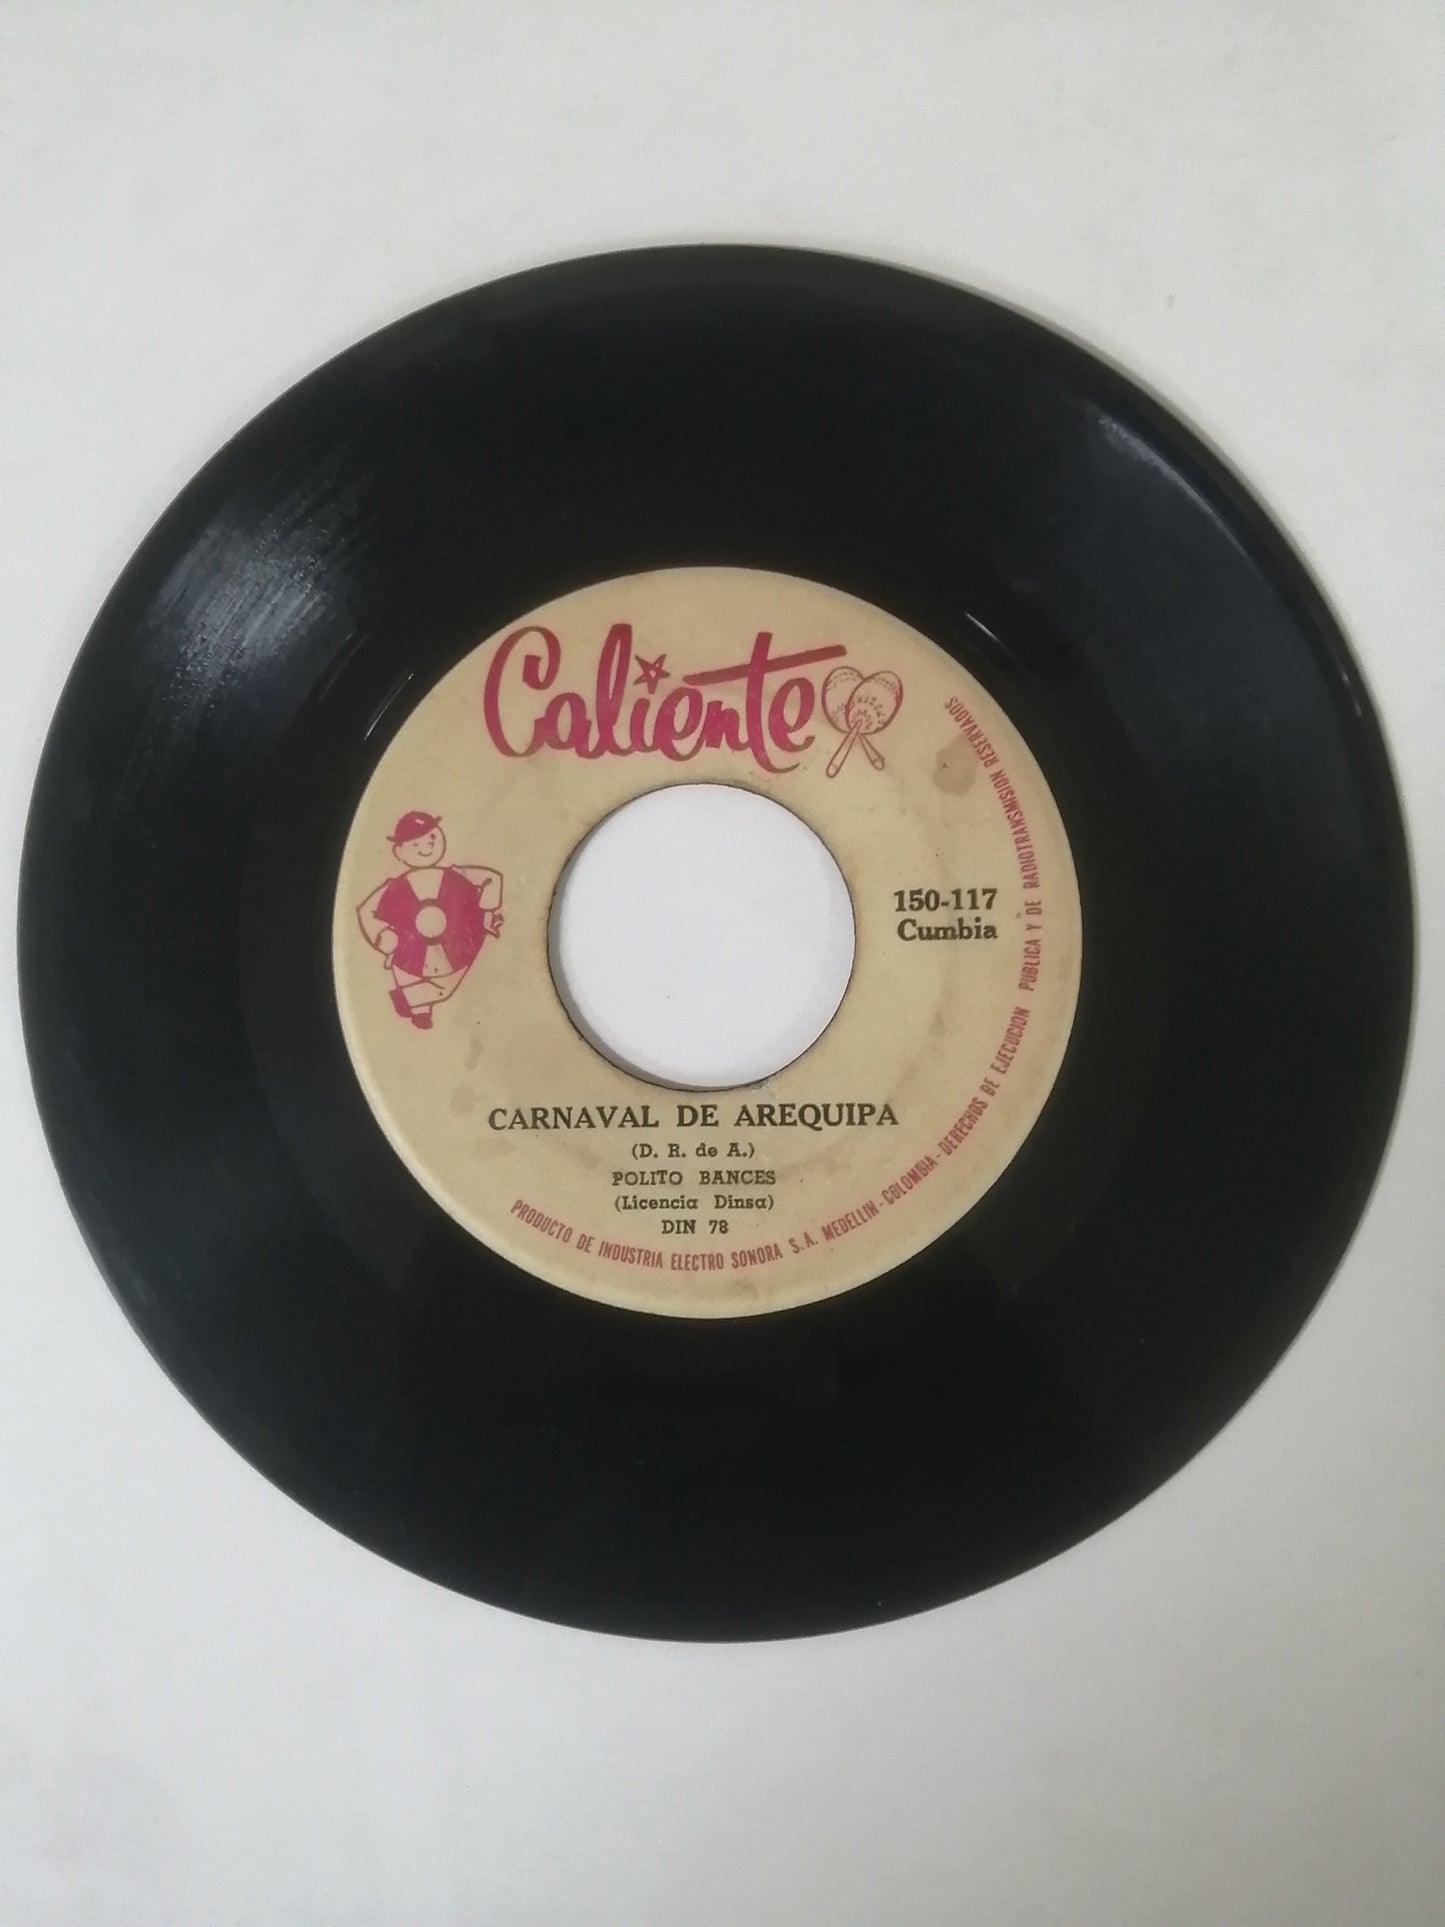 Caliente
150-117
Cumbia
CARNAVAL DE AREQUIPA
(D. R. de A.)
POLITO BANCES
(Licencia Dinsa)
DIN 78
PRODUCTO DE INDUSTRIA ELECTRO SONORA S.A. MEDELLIN - COLOMBIA - DERECHOS DE EJECUCION PUBLICA Y DE RADIOTRANSMISION RESERVADOS